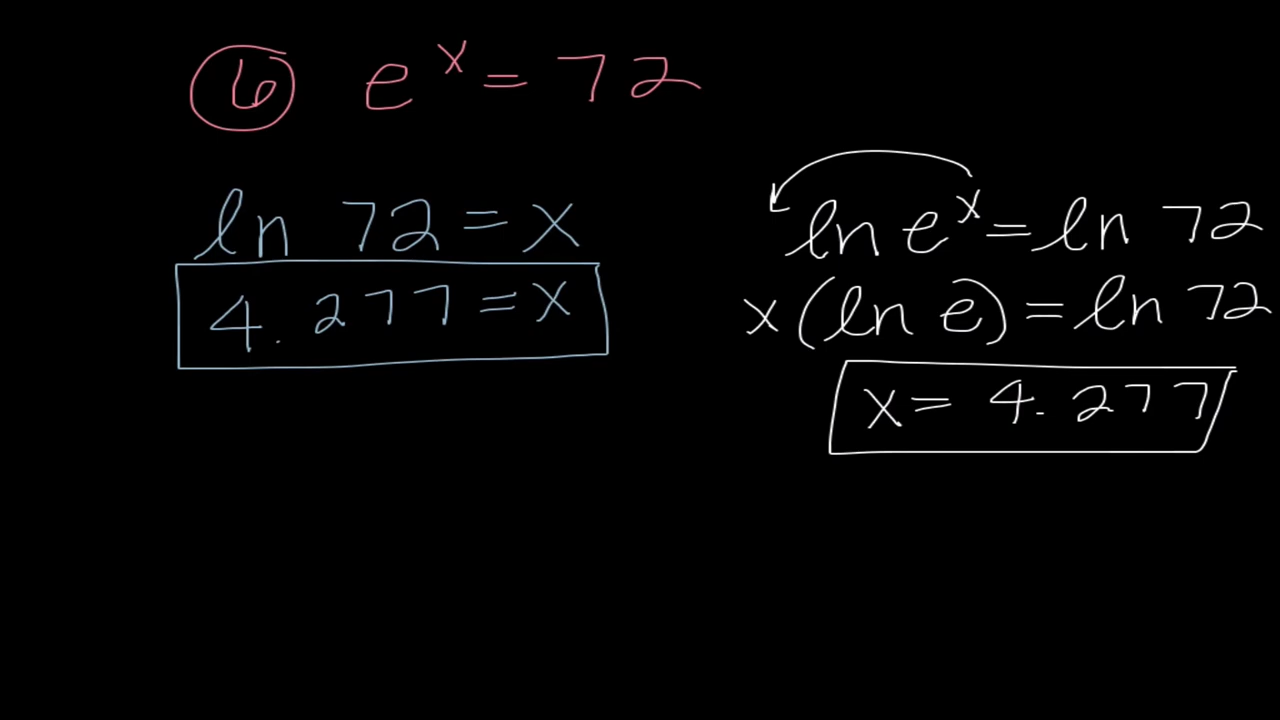 6 e^x = 72
ln 72 = x
4.277 = x
ln e^x = ln 72
x (ln e) = ln 72
x = 4.277